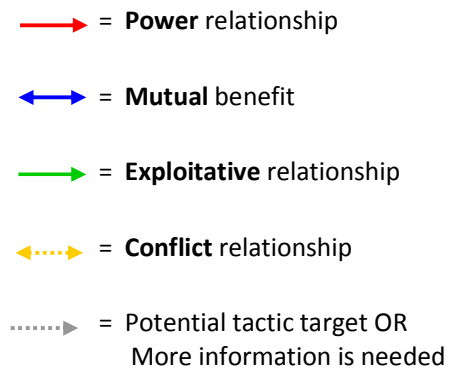 = Power relationship
= Mutual benefit
= Exploitative relationship
= Conflict relationship
= Potential tactic target OR
More information is needed